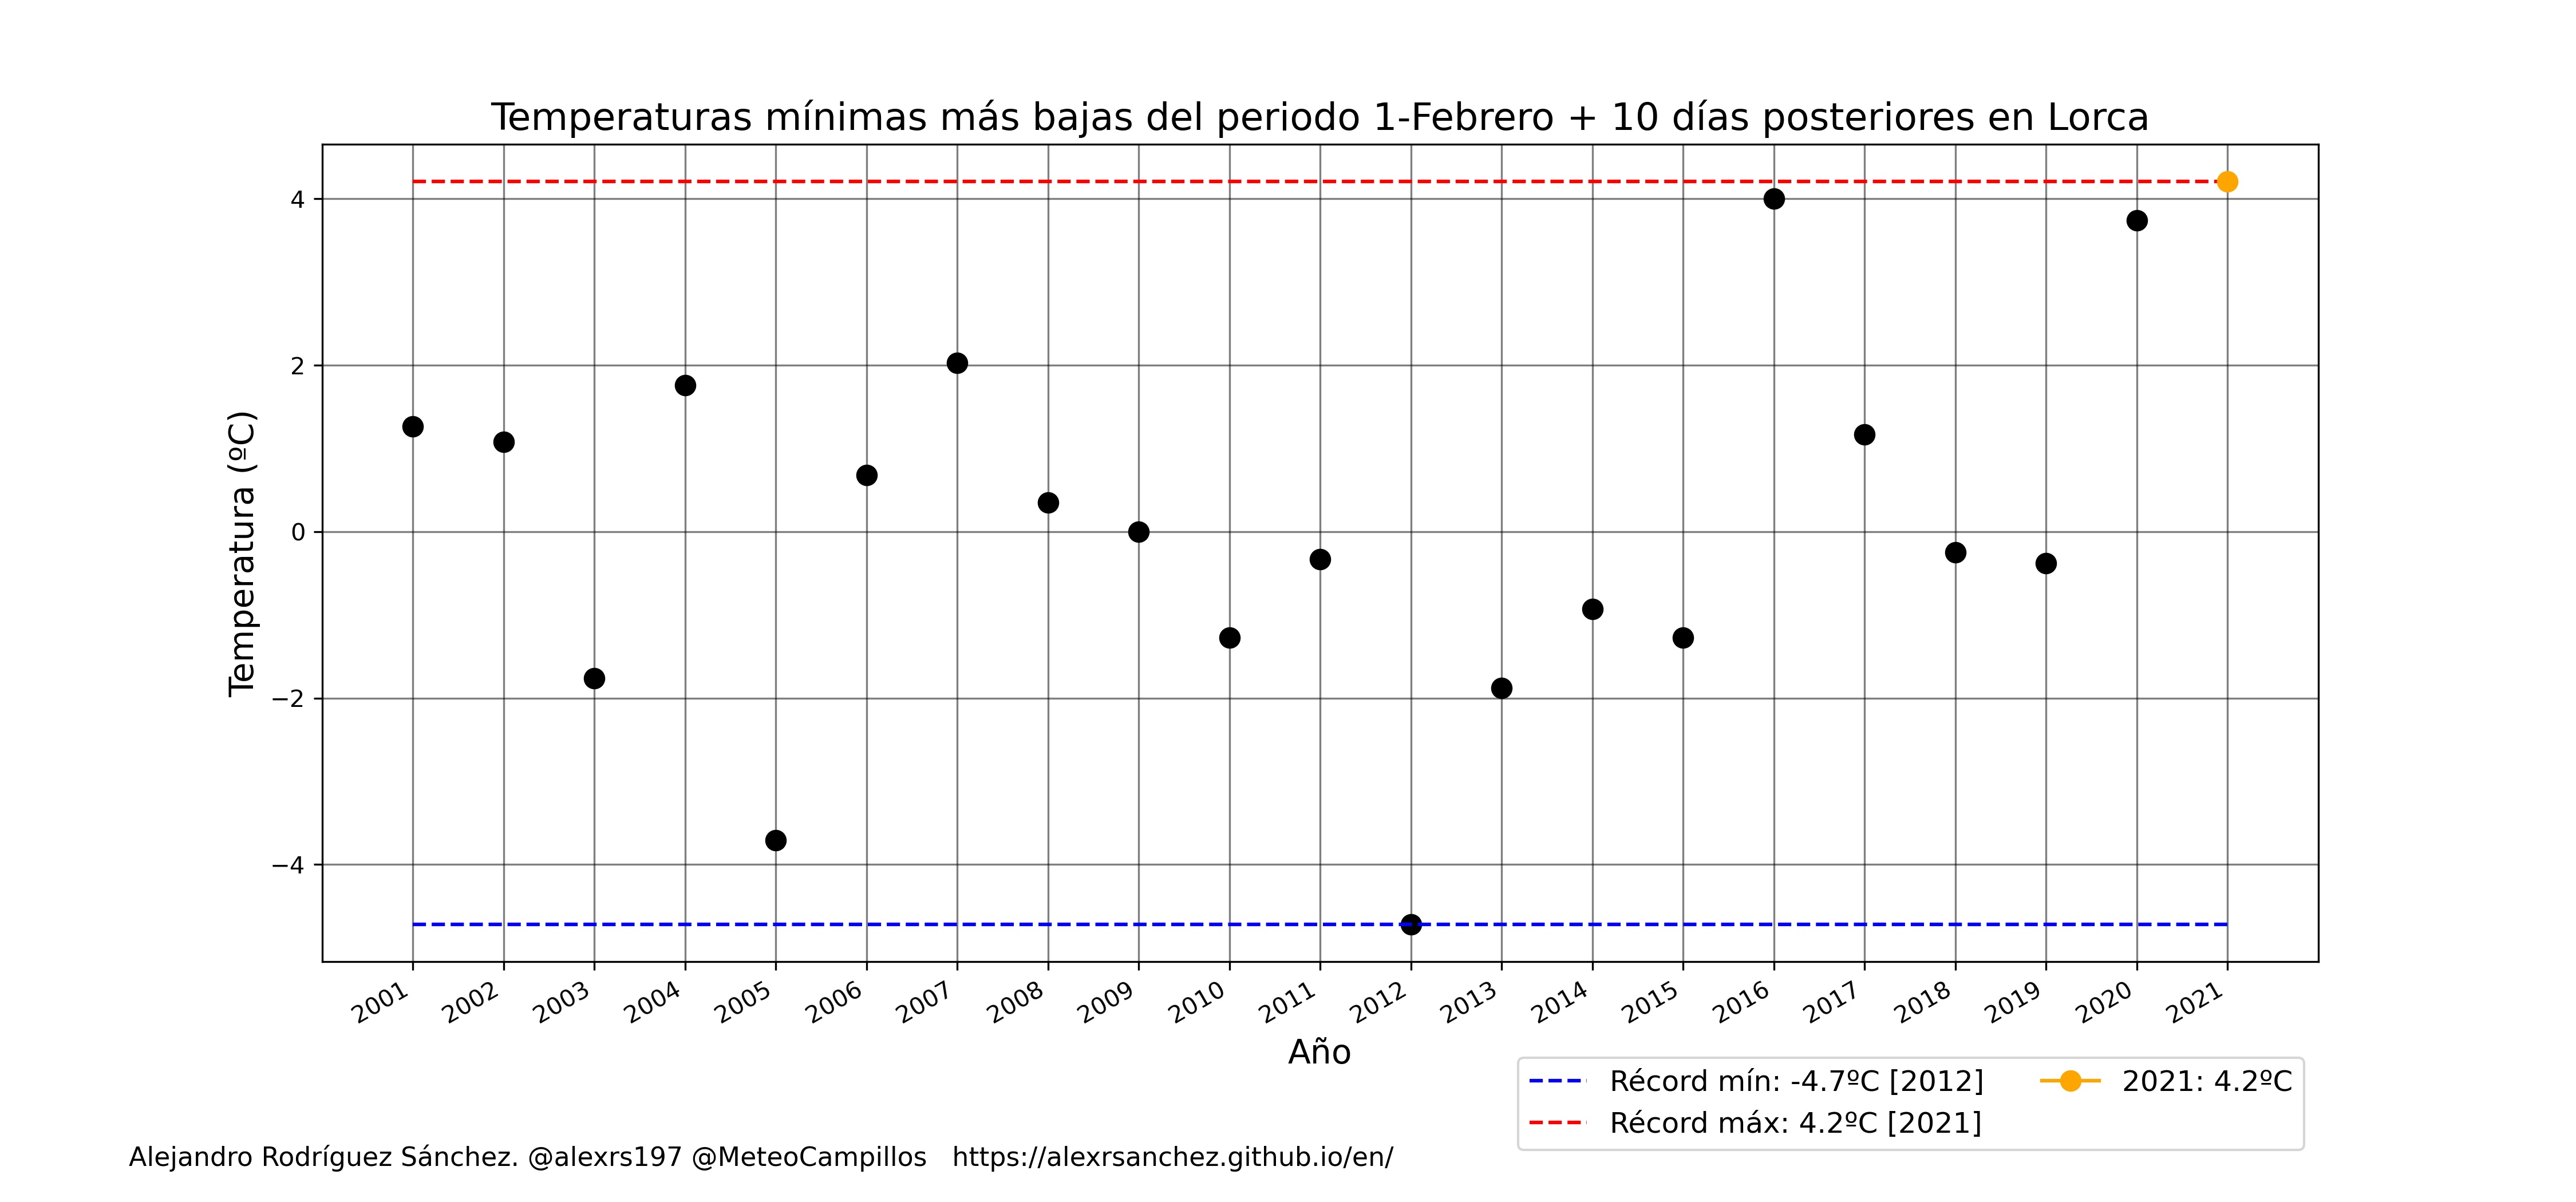 Temperaturas mínimas más bajas del periodo 1-Febrero + 10 días posteriores en Lorca
Temperatura (ºC)
4
2
0
−2
−4
2001 2002 2003 2004 2005 2006 2007 2008 2009 2010 2011 2012 2013 2014 2015 2016 2017 2018 2019 2020 2021
Año
Récord mín: -4.7ºC [2012]
Récord máx: 4.2ºC [2021]
2021: 4.2ºC
Alejandro Rodríguez Sánchez. @alexrs197 @MeteoCampillos   https://alexrsanchez.github.io/en/